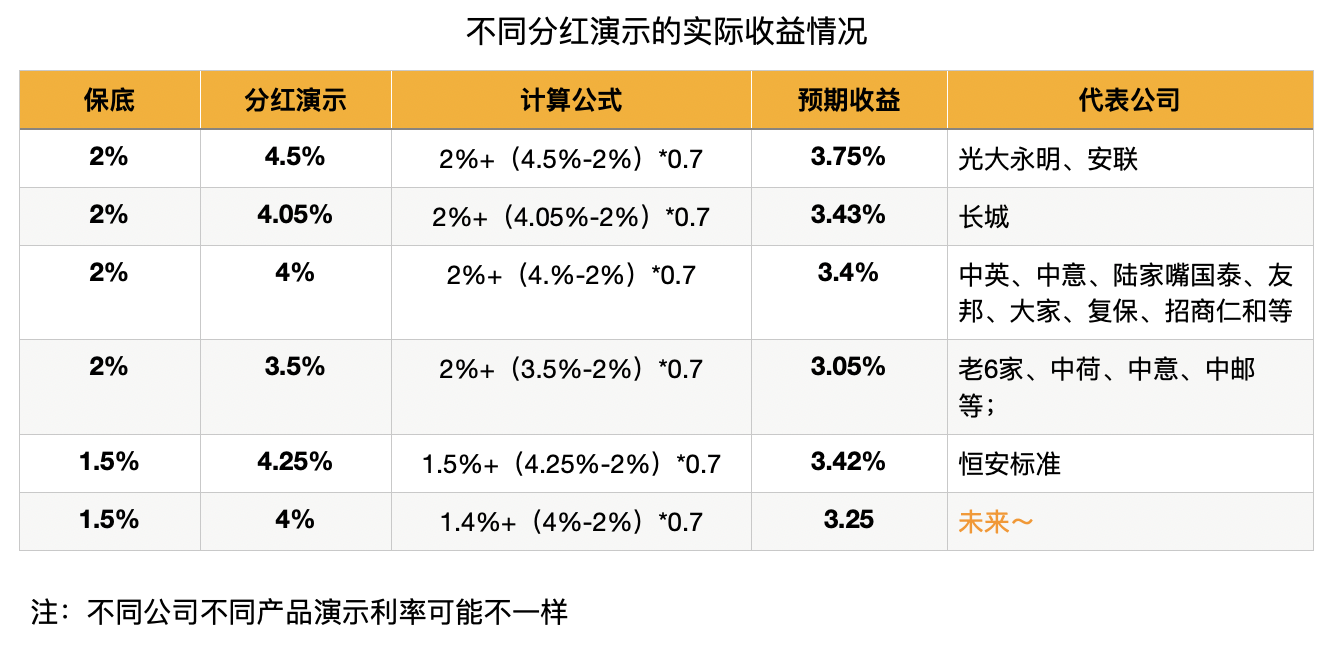 不同分红演示的实际收益情况
保底 分红演示 计算公式 预期收益 代表公司
2% 4.5% 2%+（4.5%-2%）*0.7 3.75% 光大永明、安联
2% 4.05% 2%+（4.05%-2%）*0.7 3.43% 长城
2% 4% 2%+（4.%-2%）*0.7 3.4% 中英、中意、陆家嘴国泰、友
邦、大家、复保、招商仁和等
2% 3.5% 2%+（3.5%-2%）*0.7 3.05% 老6家、中荷、中意、中邮
等；
1.5% 4.25% 1.5%+（4.25%-2%）*0.7 3.42% 恒安标准
1.5% 4% 1.4%+（4%-2%）*0.7 3.25 未来～
注：不同公司不同产品演示利率可能不一样